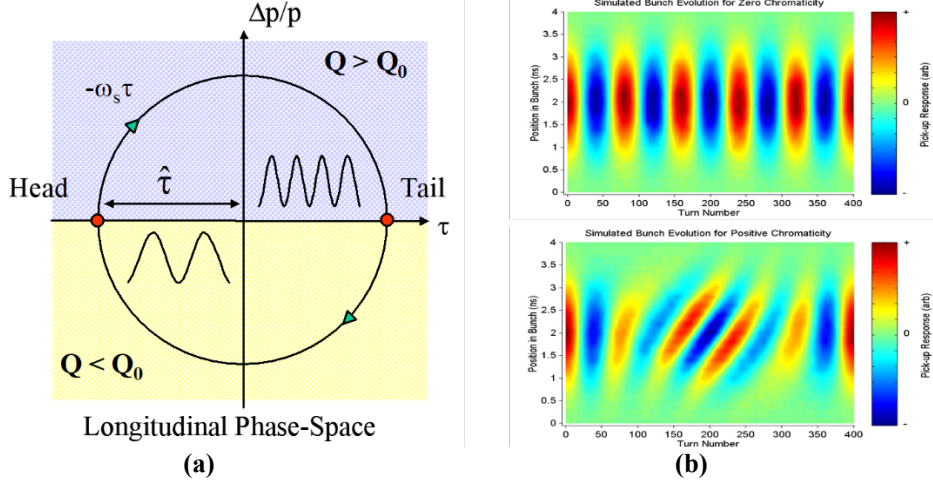 Δp/p
Q > Q₀
-ωₛτ
Head
τ̂
Tail
τ
Q < Q₀
Longitudinal Phase-Space
(a)
Simulated Bunch Evolution for Zero Chromaticity
Position in Bunch (ns)
4
3.5
3
2.5
2
1.5
1
0.5
0
0 50 100 150 200 250 300 350 400
Turn Number
+
0
-
Pick-up Response (arb)
Simulated Bunch Evolution for Positive Chromaticity
Position in Bunch (ns)
4
3.5
3
2.5
2
1.5
1
0.5
0
0 50 100 150 200 250 300 350 400
Turn Number
+
0
-
Pick-up Response (arb)
(b)